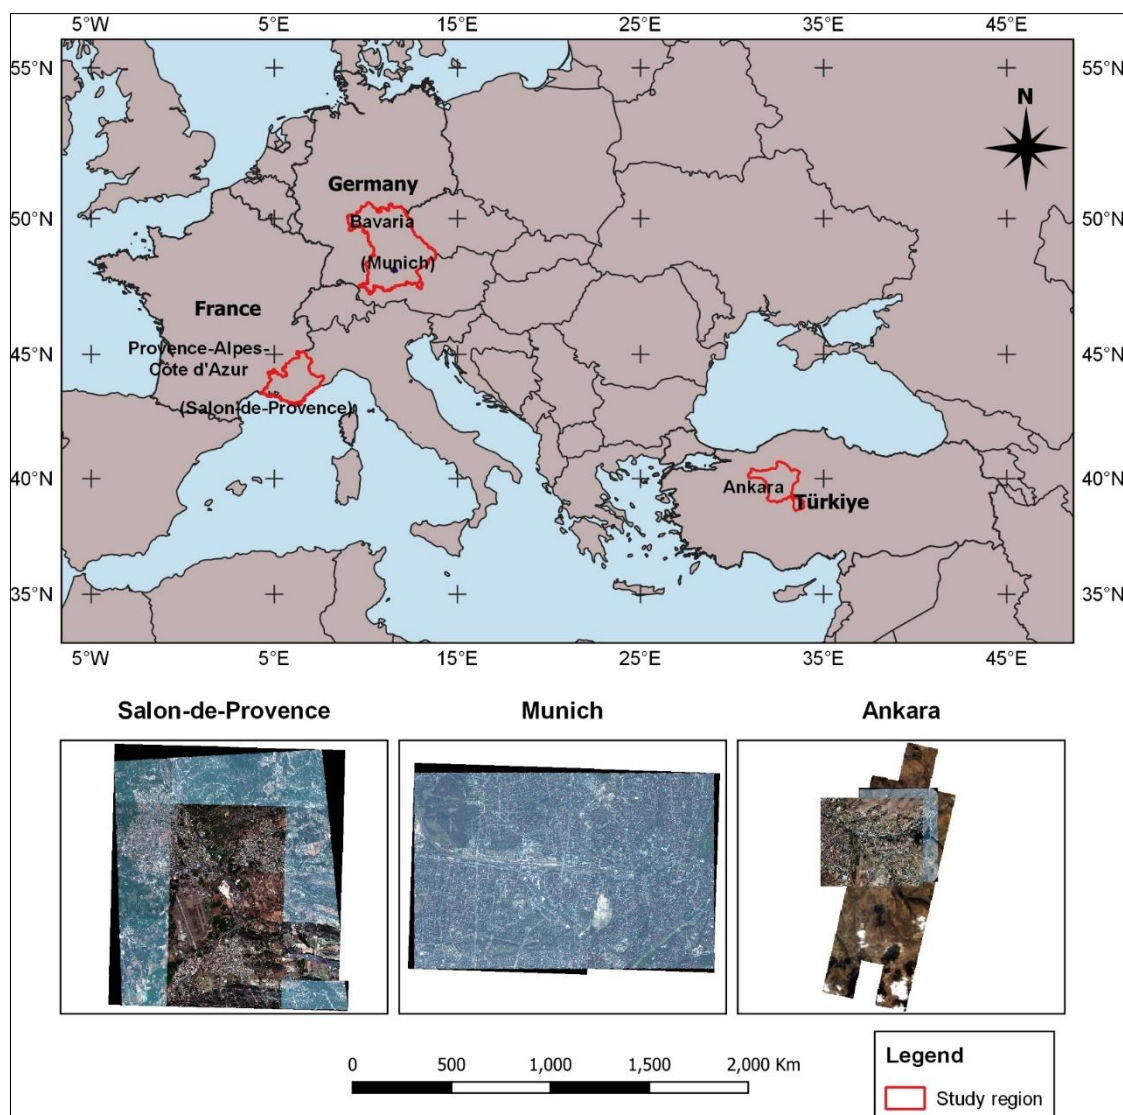 5°W 5°E 15°E 25°E 35°E 45°E
55°N 55°N
N
Germany
Bavaria
50°N 50°N
(Munich)
France
Provence-Alpes-
Côte d'Azur
45°N 45°N
(Salon-de-Provence)
40°N 40°N
Ankara
Türkiye
35°N 35°N
5°W 5°E 15°E 25°E 35°E 45°E
Salon-de-Provence Munich Ankara
0 500 1,000 1,500 2,000 Km
Legend
Study region